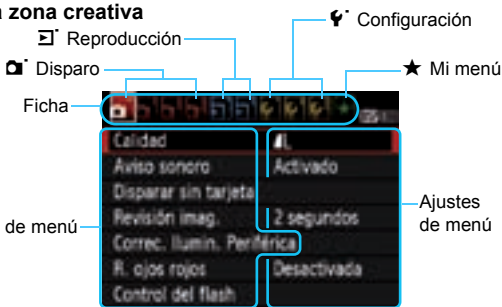 a zona creativa
Configuración
Reproducción
Disparo
★ Mi menú
Ficha
Calidad L
Aviso sonoro Activado
Disparar sin tarjeta
Revisión imag. 2 segundos
Correc. Ilumin. Periférica
R. ojos rojos Desactivada
Control del flash
de menú
Ajustes
de menú